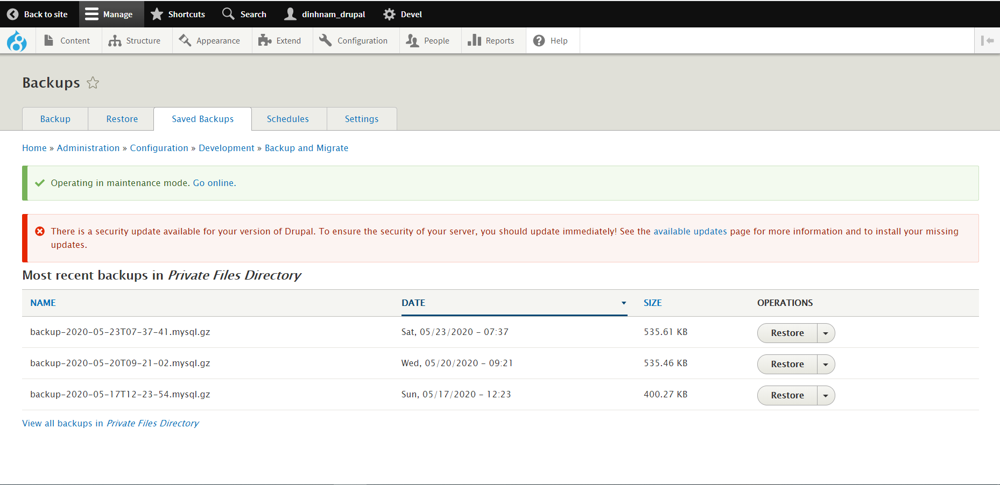 Back to site Manage Shortcuts Search dinhnam_drupal Devel
Content Structure Appearance Extend Configuration People Reports Help
Backups
Backup Restore Saved Backups Schedules Settings
Home » Administration » Configuration » Development » Backup and Migrate
Operating in maintenance mode. Go online.
There is a security update available for your version of Drupal. To ensure the security of your server, you should update immediately! See the available updates page for more information and to install your missing
updates.
Most recent backups in Private Files Directory
NAME DATE SIZE OPERATIONS
backup-2020-05-23T07-37-41.mysql.gz Sat, 05/23/2020 - 07:37 535.61 KB Restore
backup-2020-05-20T09-21-02.mysql.gz Wed, 05/20/2020 - 09:21 535.46 KB Restore
backup-2020-05-17T12-23-54.mysql.gz Sun, 05/17/2020 - 12:23 400.27 KB Restore
View all backups in Private Files Directory